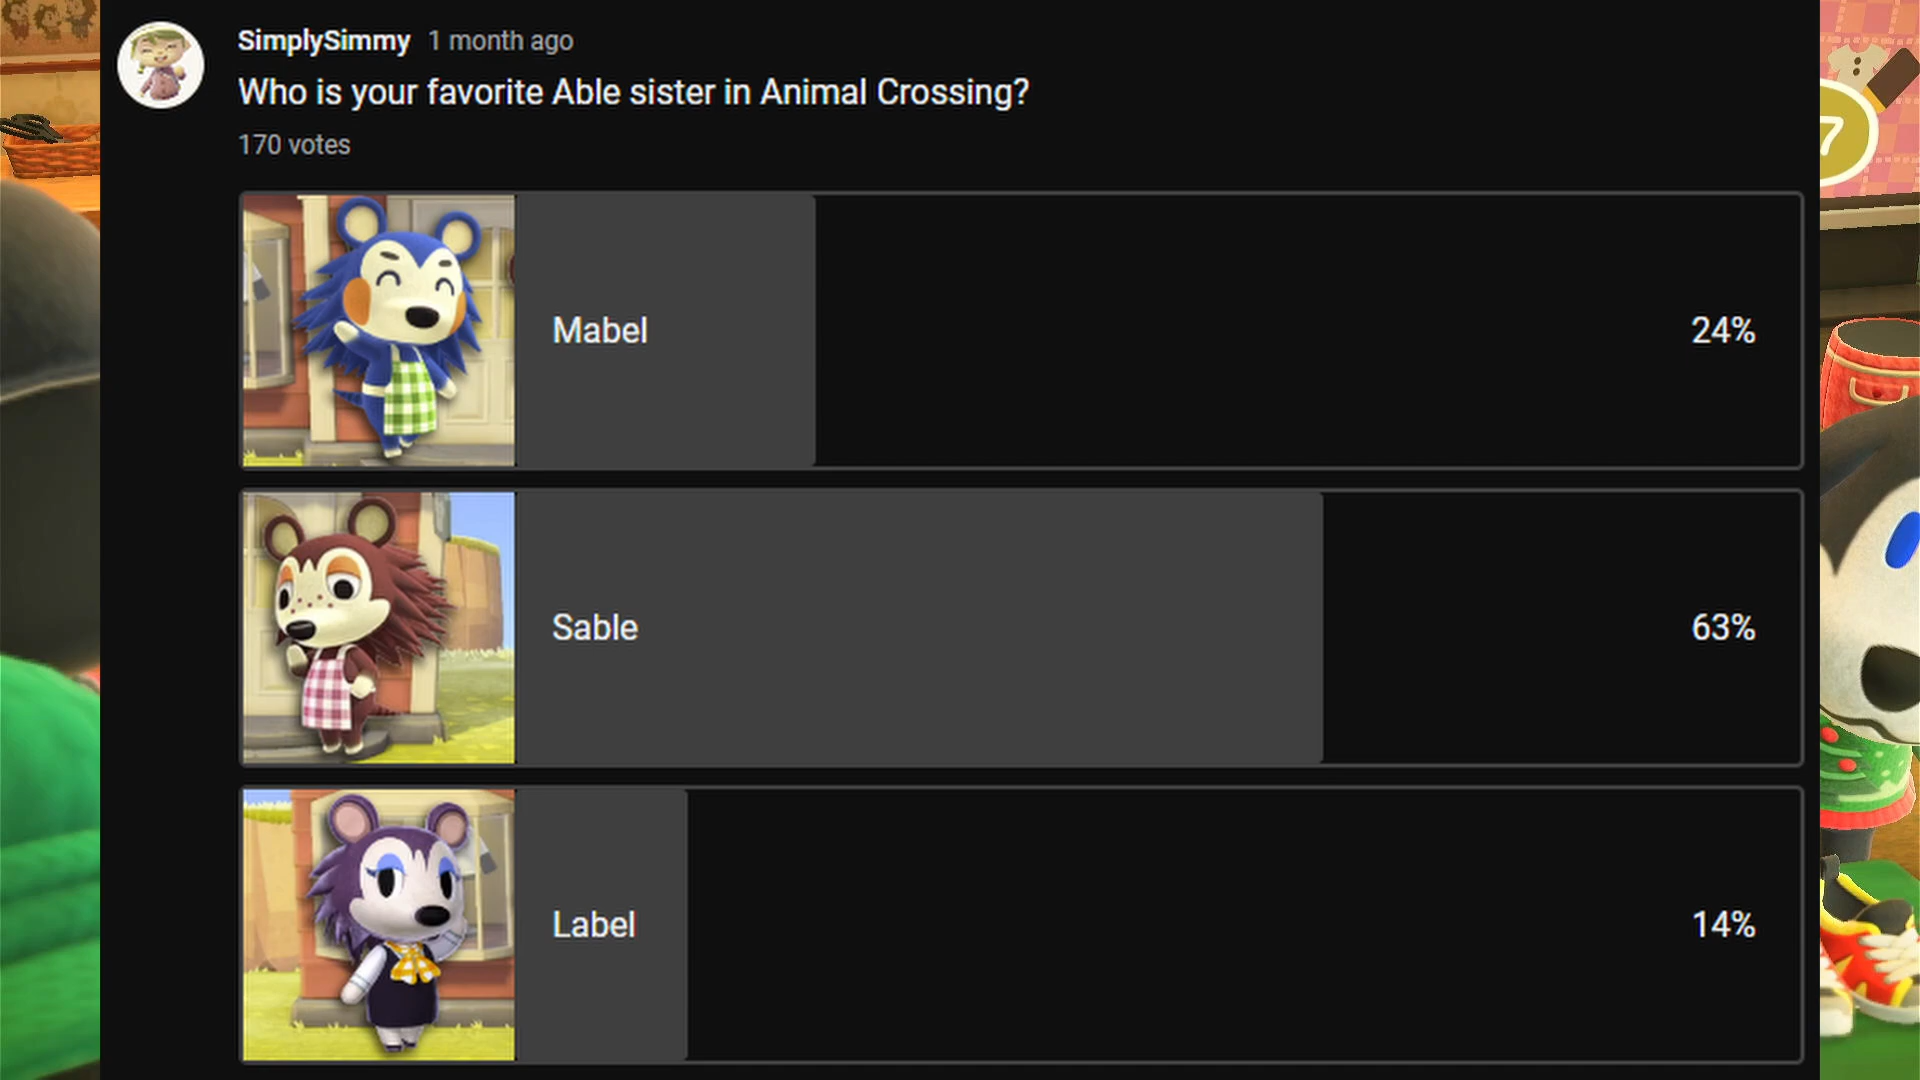 SimplySimmy 1 month ago
Who is your favorite Able sister in Animal Crossing?
170 votes
7
Mabel 24%
Sable 63%
Label 14%